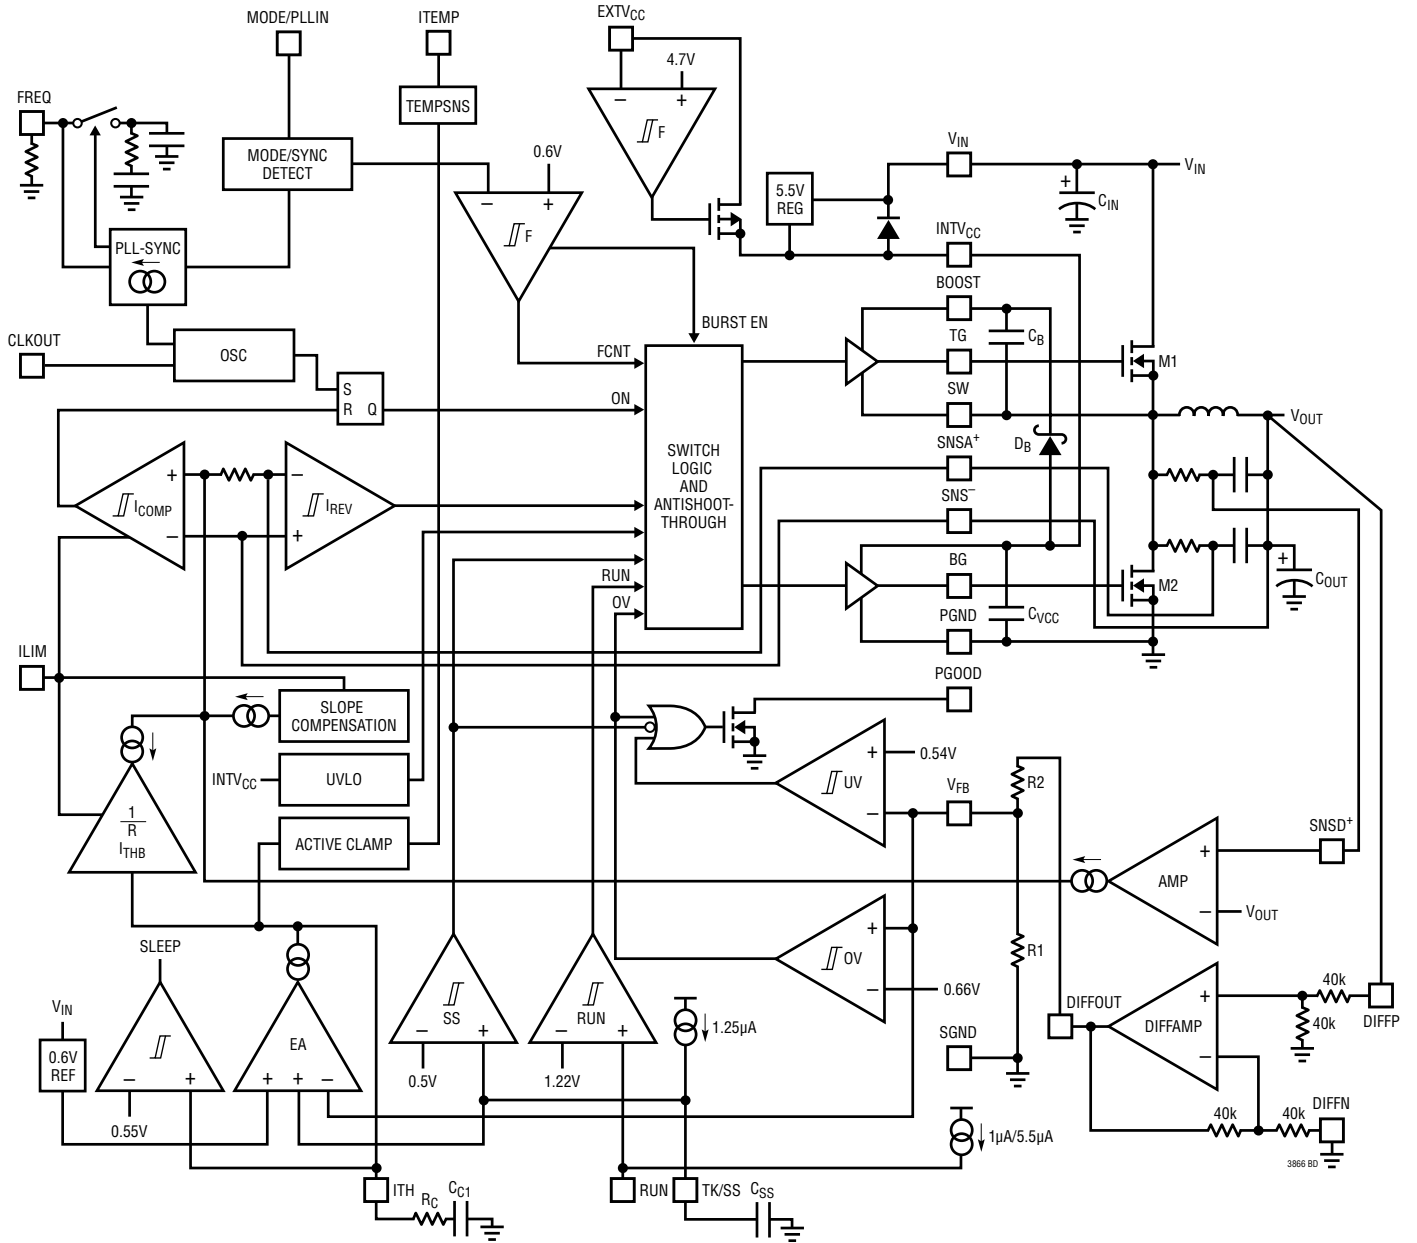 MODE/PLLIN
ITEMP
EXTVCC
4.7V
FREQ
TEMPSNS
− +
F
MODE/SYNC
DETECT
0.6V
VIN
VIN
5.5V
REG
+
CIN
− +
F
PLL-SYNC
INTVCC
BOOST
BURST EN
CLKOUT
OSC
FCNT
TG
CB
M1
S
R Q
ON
SW
VOUT
SNSA+
DB
SWITCH
LOGIC
AND
ANTISHOOT-
THROUGH
+
−
ICOMP
−
+
IREV
SNS−
RUN
OV
BG
M2
+
COUT
PGND
CVCC
ILIM
PGOOD
SLOPE
COMPENSATION
INTVCC
UVLO
+
−
UV
0.54V
VFB
R2
1
R
ITHB
ACTIVE CLAMP
SNSD+
+
−
AMP
VOUT
+
−
OV
0.66V
R1
SLEEP
VIN
0.6V
REF
− +
0.55V
EA
+ + −
SS
− +
0.5V
RUN
− +
1.22V
1.25µA
SGND
DIFFOUT
+
−
DIFFAMP
40k
40k
DIFFP
40k
40k
DIFFN
1µA/5.5µA
3866 BD
ITH
RC
CC1
RUN
TK/SS
CSS